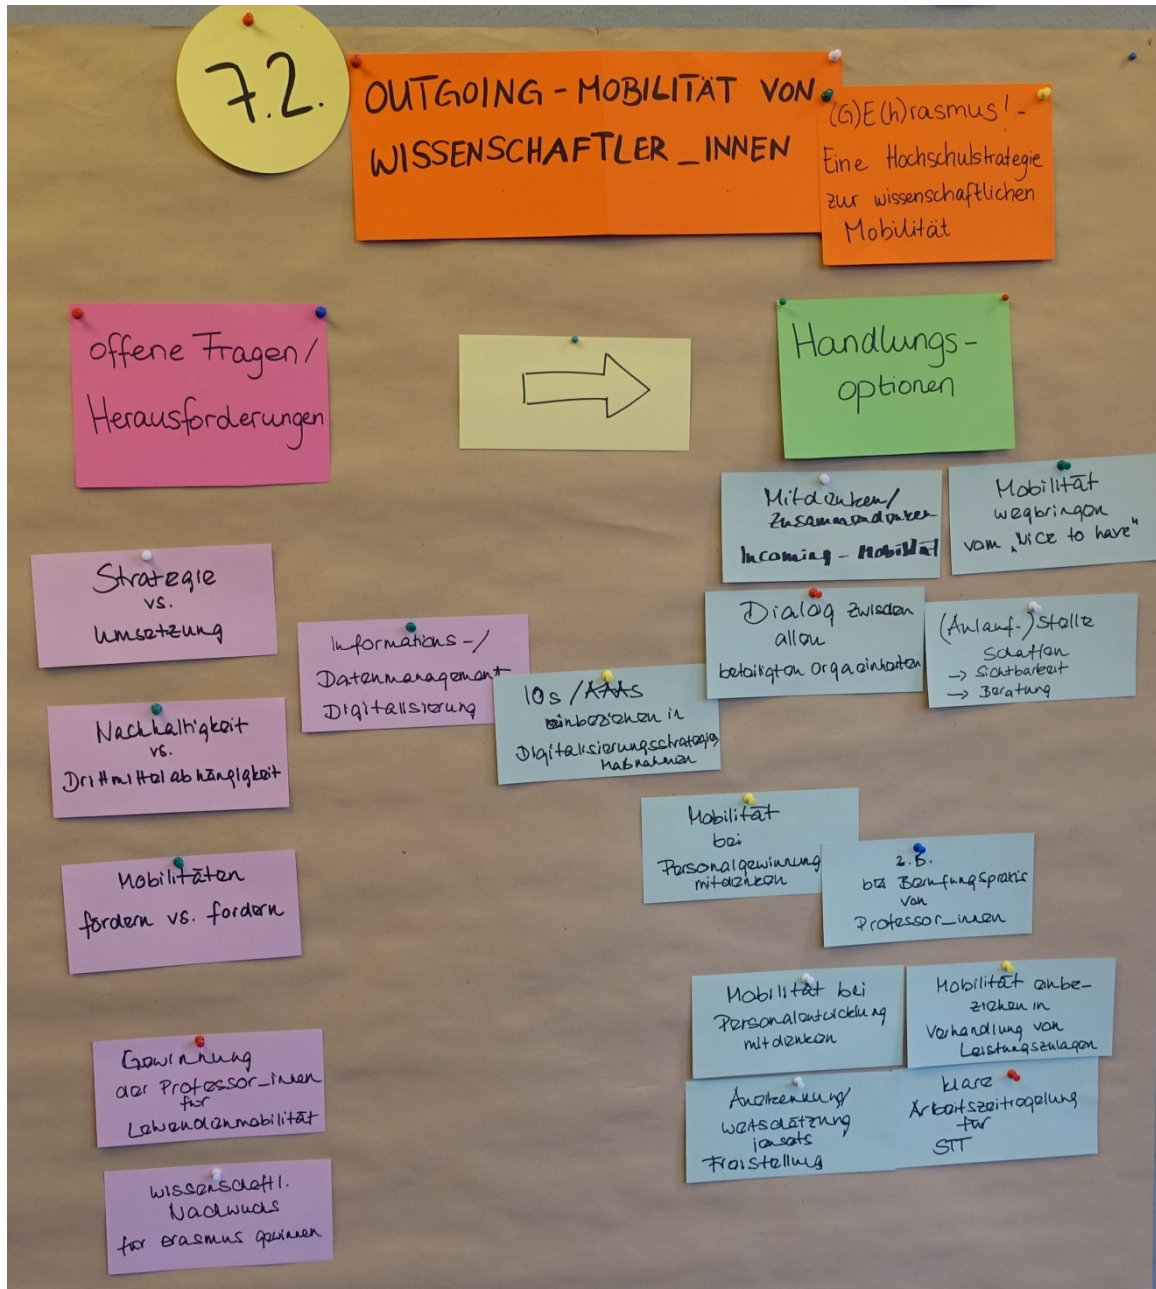 7.2.
OUTGOING-MOBILITÄT VON
WISSENSCHAFTLER_INNEN
(G)E(h)rasmus! -
Eine Hochschulstrategie
zur wissenschaftlichen
Mobilität
offene Fragen/
Herausforderungen
Handlungs-
optionen
Strategie
vs.
Umsetzung
Nachhaltigkeit
vs.
Drittmittelabhängigkeit
Mobilitäten
fördern vs. fordern
Gewinnung
der Professor_innen
für
Lehrendenmobilität
wissenschaftl.
Nachwuchs
für erasmus gewinnen
Informations-/
Datenmanagement
Digitalisierung
IOs/AAAs
einbeziehen in
Digitalisierungsstrategie
Maßnahmen
Mitdenken/
Zusammendenken
Incoming-Mobilität
Mobilität
wegbringen
vom „Nice to have"
Dialog zwischen
allen
beteiligten Orgaeinheiten
(Anlauf-)Stelle
schaffen
→ Sichtbarkeit
→ Beratung
Mobilität
bei
Personalgewinnung
mitdenken
z.B.
bei Berufungspraxis
von
Professor_innen
Mobilität bei
Personalentwicklung
mitdenken
Mobilität einbe-
ziehen in
Verhandlung von
Leistungszulagen
Anerkennung/
Wertschätzung
jenseits
Freistellung
klare
Arbeitszeitregelung
für
STT